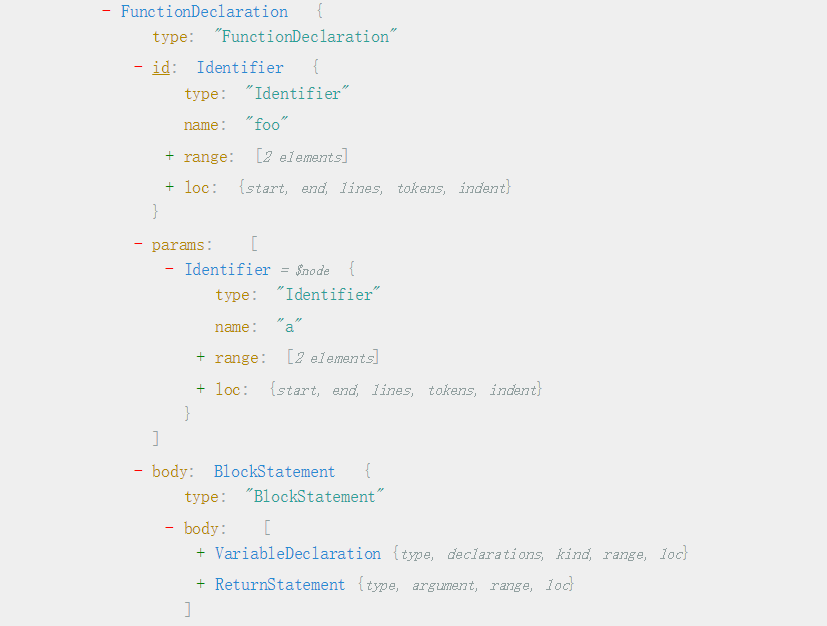 - FunctionDeclaration {
type: "FunctionDeclaration"
- id: Identifier {
type: "Identifier"
name: "foo"
+ range: [2 elements]
+ loc: {start, end, lines, tokens, indent}
}
- params: [
- Identifier = $node {
type: "Identifier"
name: "a"
+ range: [2 elements]
+ loc: {start, end, lines, tokens, indent}
}
]
- body: BlockStatement {
type: "BlockStatement"
- body: [
+ VariableDeclaration {type, declarations, kind, range, loc}
+ ReturnStatement {type, argument, range, loc}
]